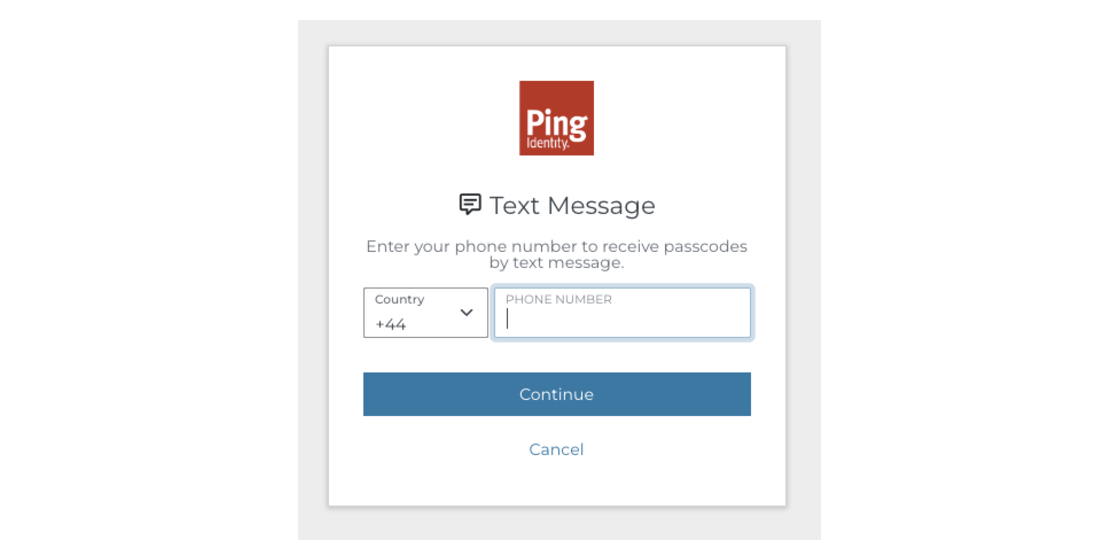 Ping
Identity.
Text Message
Enter your phone number to receive passcodes
by text message.
Country
+44
PHONE NUMBER
Continue
Cancel